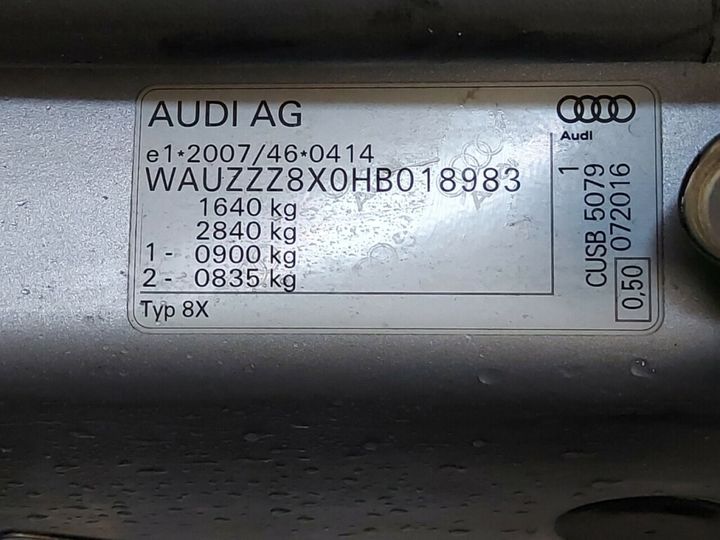 AUDI AG
Audi
e1*2007/46*0414
WAUZZZ8X0HB018983
1640 kg
2840 kg
1 - 0900 kg
2 - 0835 kg
Typ 8X
CUSB 5079 1
072016
0,50